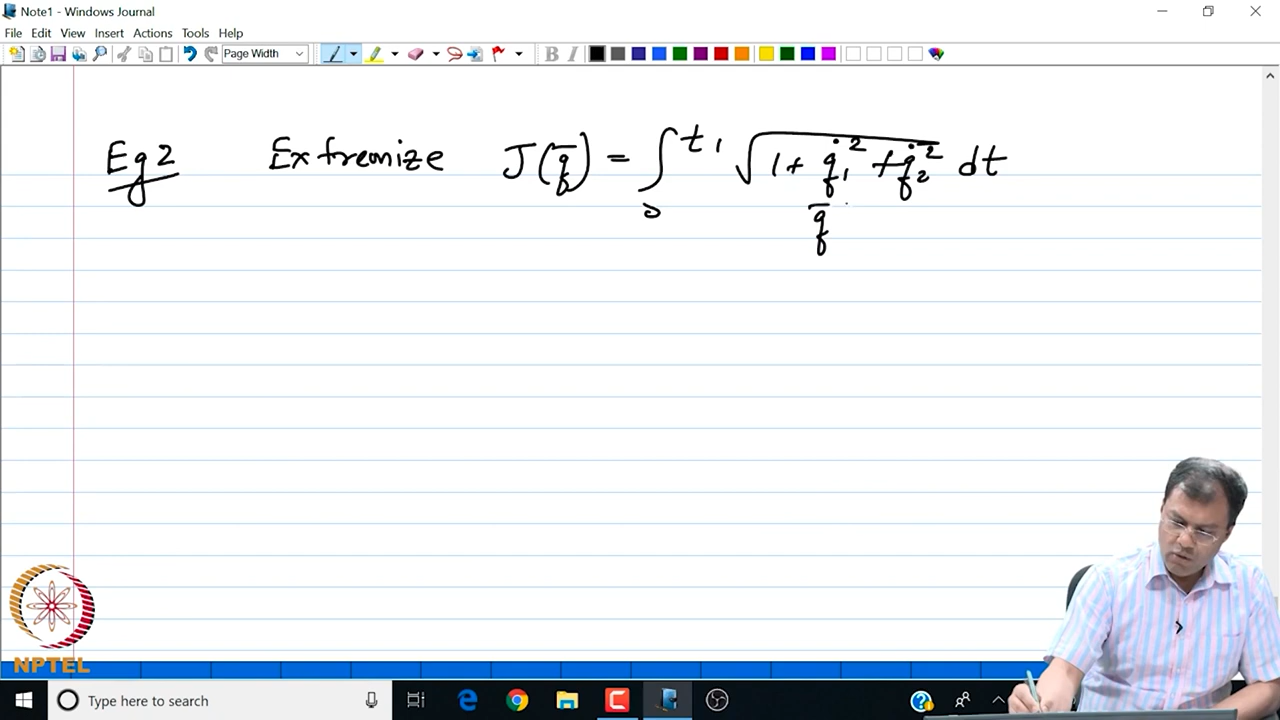 Note1 - Windows Journal
File Edit View Insert Actions Tools Help
Page Width B I
Eg 2 Extremize J(q̅) = ∫₀^{t₁} √(1 + q̇₁² + q̇₂²) dt
q̅
NPTEL
Type here to search